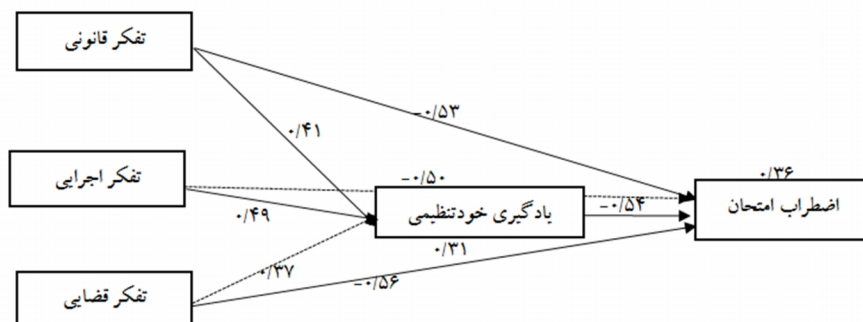 تفکر قانونی
-۰/۵۳
۰/۴۱
۰/۳۶
تفکر اجرایی
-۰/۵۰
اضطراب امتحان
یادگیری خودتنظیمی
-۰/۵۴
۰/۴۹
۰/۳۱
۰/۳۷
-۰/۵۶
تفکر قضایی